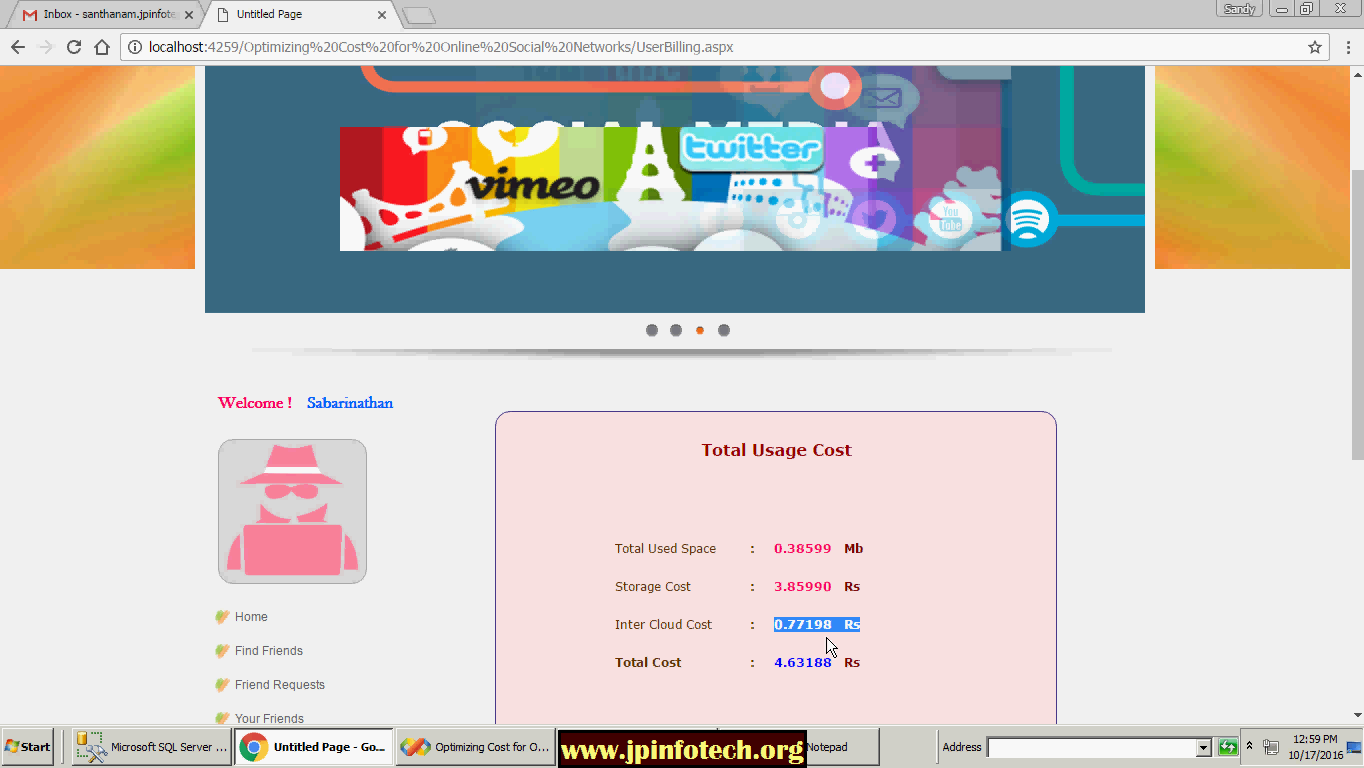 Inbox - santhanam.jpinfote
Untitled Page
Sandy
localhost:4259/Optimizing%20Cost%20for%20Online%20Social%20Networks/UserBilling.aspx
twitter
vimeo
You
Tube
Welcome ! Sabarinathan
Total Usage Cost
Total Used Space : 0.38599 Mb
Storage Cost : 3.85990 Rs
Inter Cloud Cost : 0.77198 Rs
Total Cost : 4.63188 Rs
Home
Find Friends
Friend Requests
Your Friends
Start
Microsoft SQL Server ...
Untitled Page - Go...
Optimizing Cost for O...
www.jpinfotech.org
Notepad
Address
12:59 PM
10/17/2016